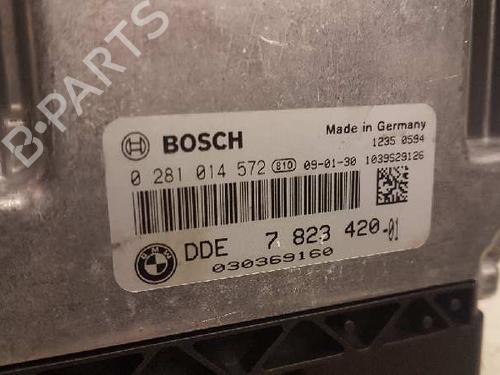 B-PARTS
BOSCH
Made in Germany
1235 0594
0 281 014 572 810 09-01-30 1039S29126
BMW
DDE 7 823 420-01
030369160